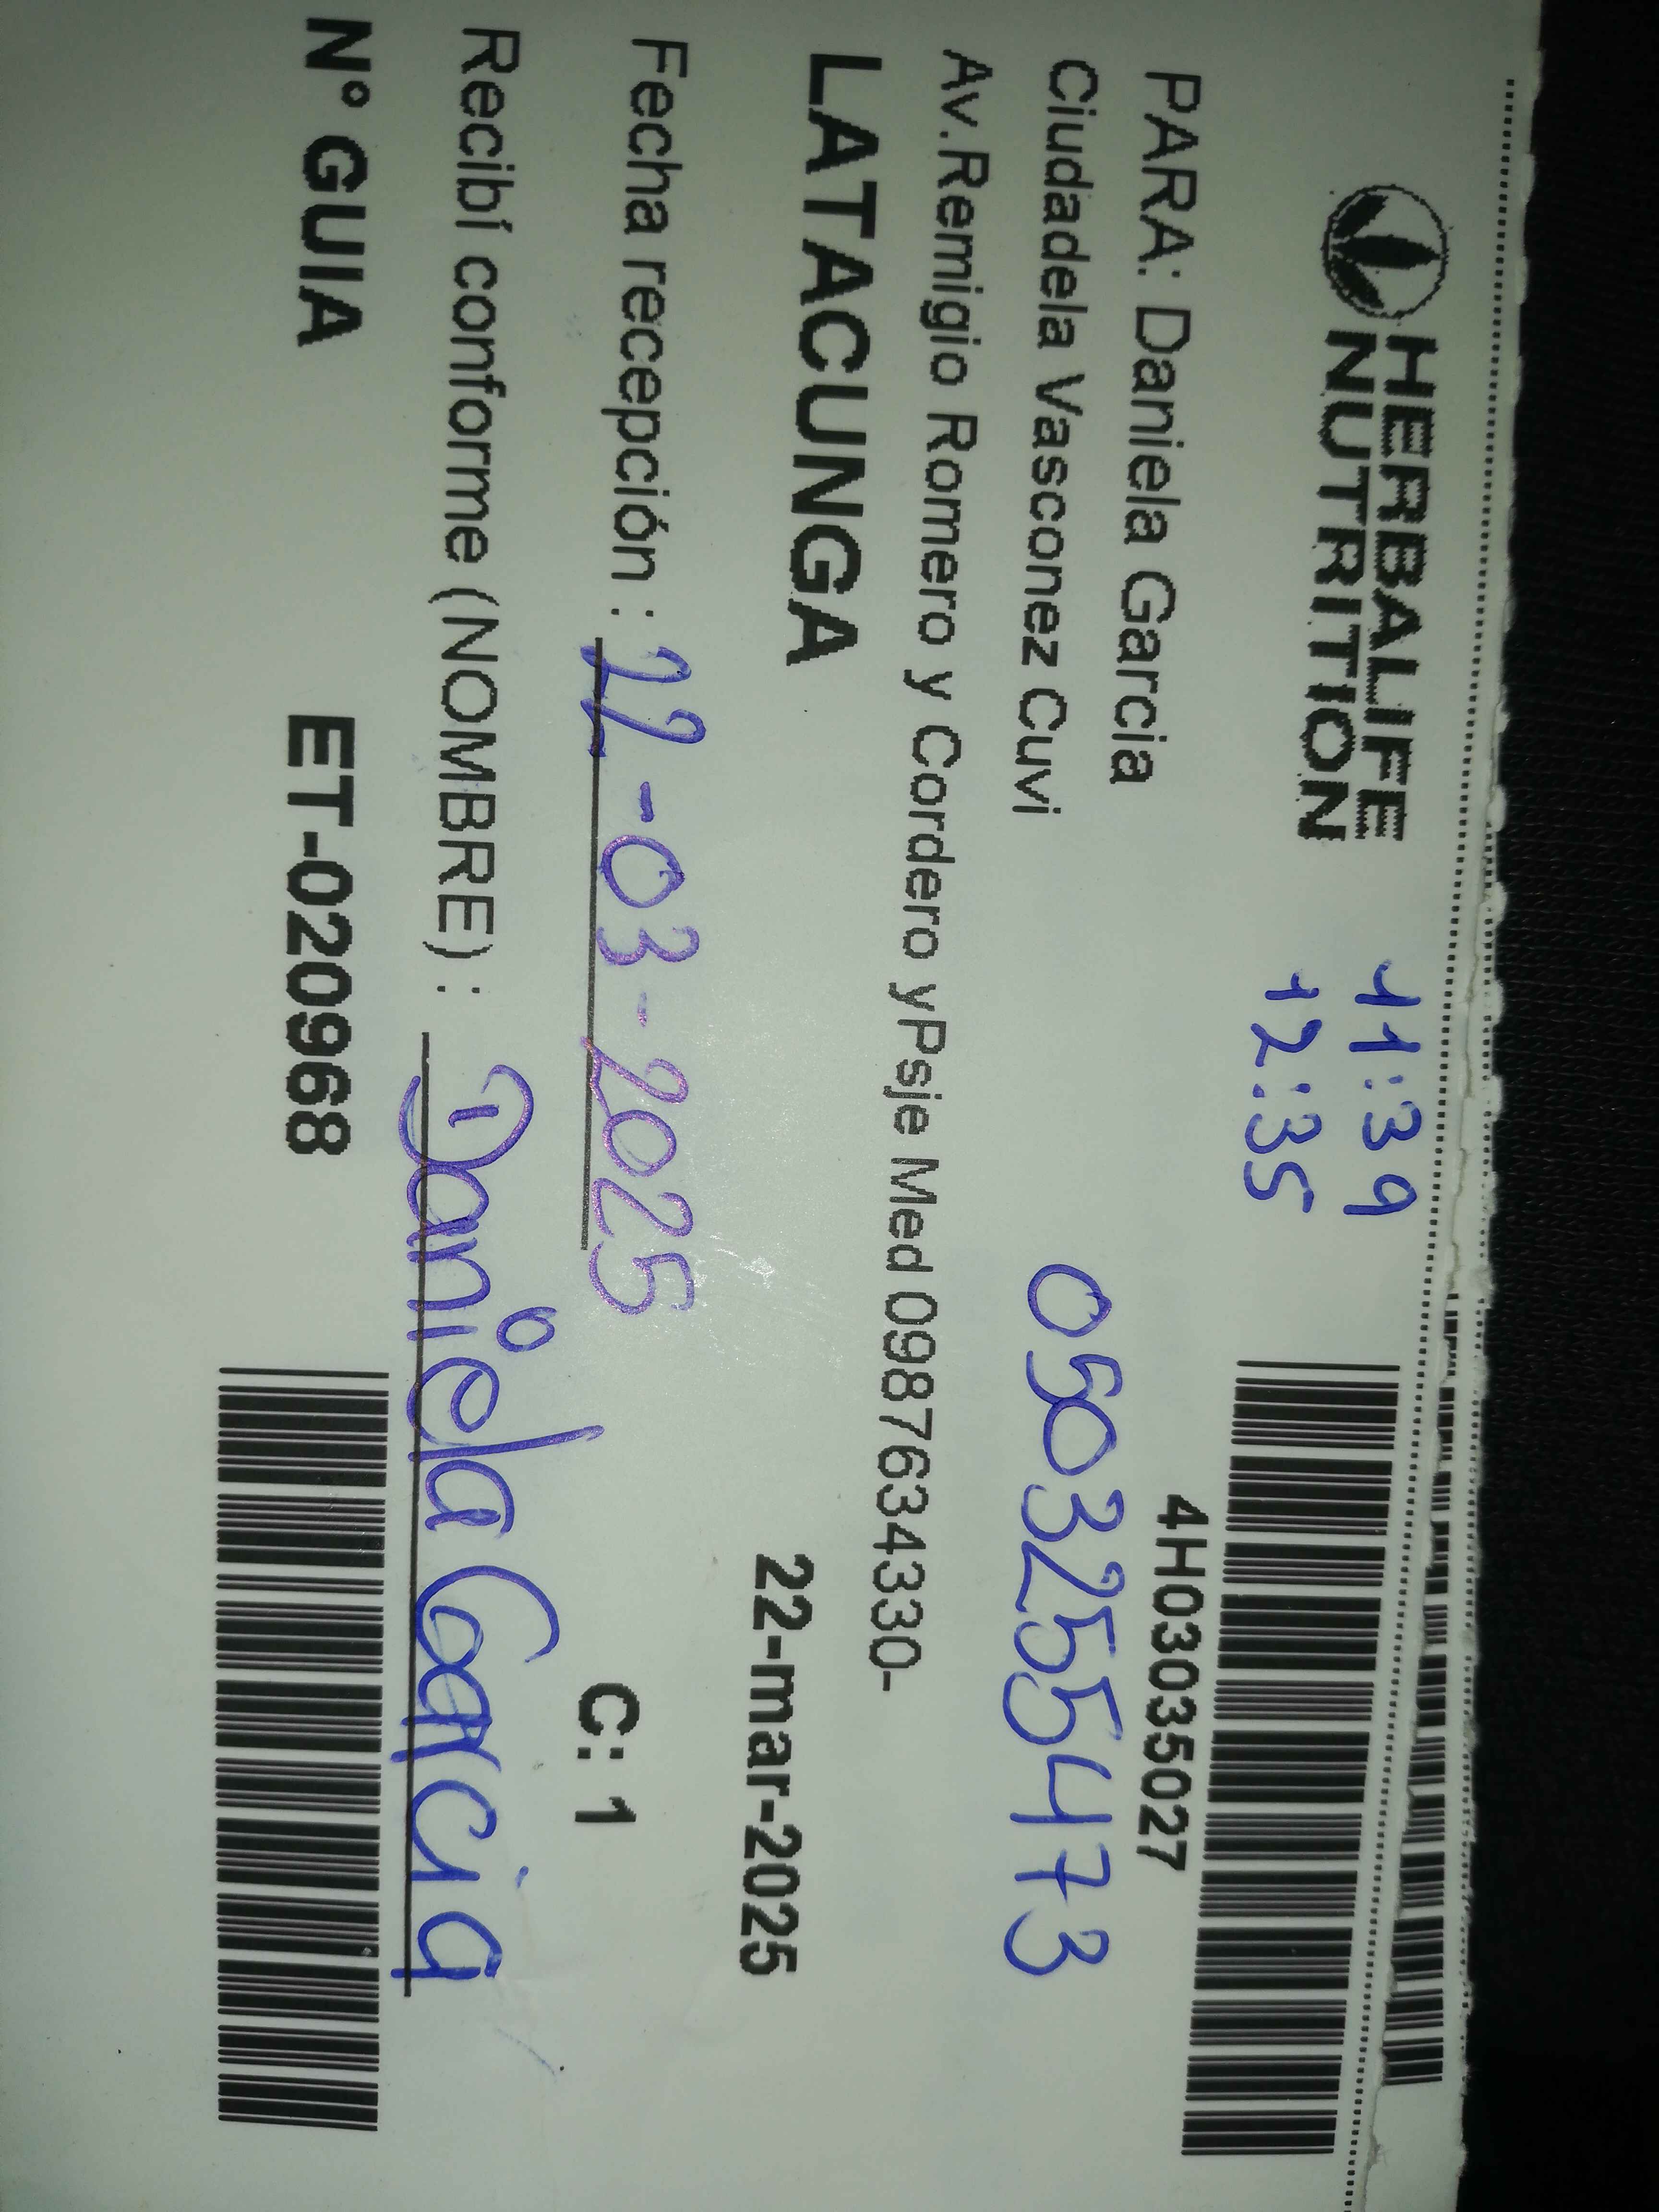 HERBALIFE
NUTRITION
11:39
12:35
4H03035027
PARA: Daniela Garcia
Ciudadela Vasconez Cuvi
0503255473
Av.Remigio Romero y Cordero yPsje Med 0987634330-
LATACUNGA
22-mar-2025
Fecha recepción : 22-03-2025
C: 1
Recibí conforme (NOMBRE) : Daniela Garcia
N° GUIA ET-020968